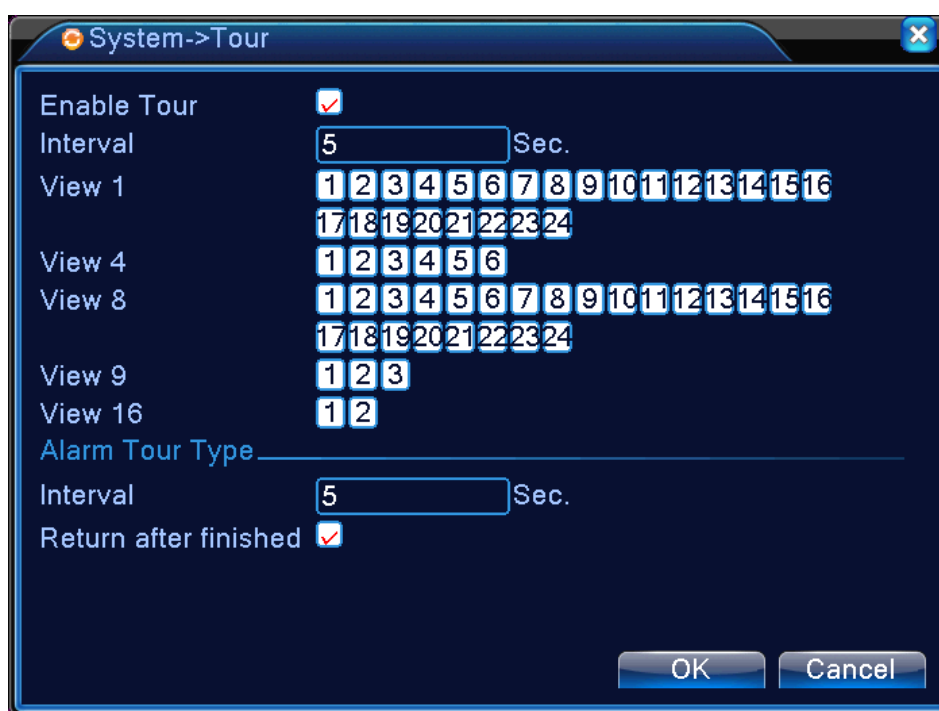 System->Tour
Enable Tour
Interval 5 Sec.
View 1 1 2 3 4 5 6 7 8 9 10 11 12 13 14 15 16
17 18 19 20 21 22 23 24
View 4 1 2 3 4 5 6
View 8 1 2 3 4 5 6 7 8 9 10 11 12 13 14 15 16
17 18 19 20 21 22 23 24
View 9 1 2 3
View 16 1 2
Alarm Tour Type
Interval 5 Sec.
Return after finished
OK Cancel